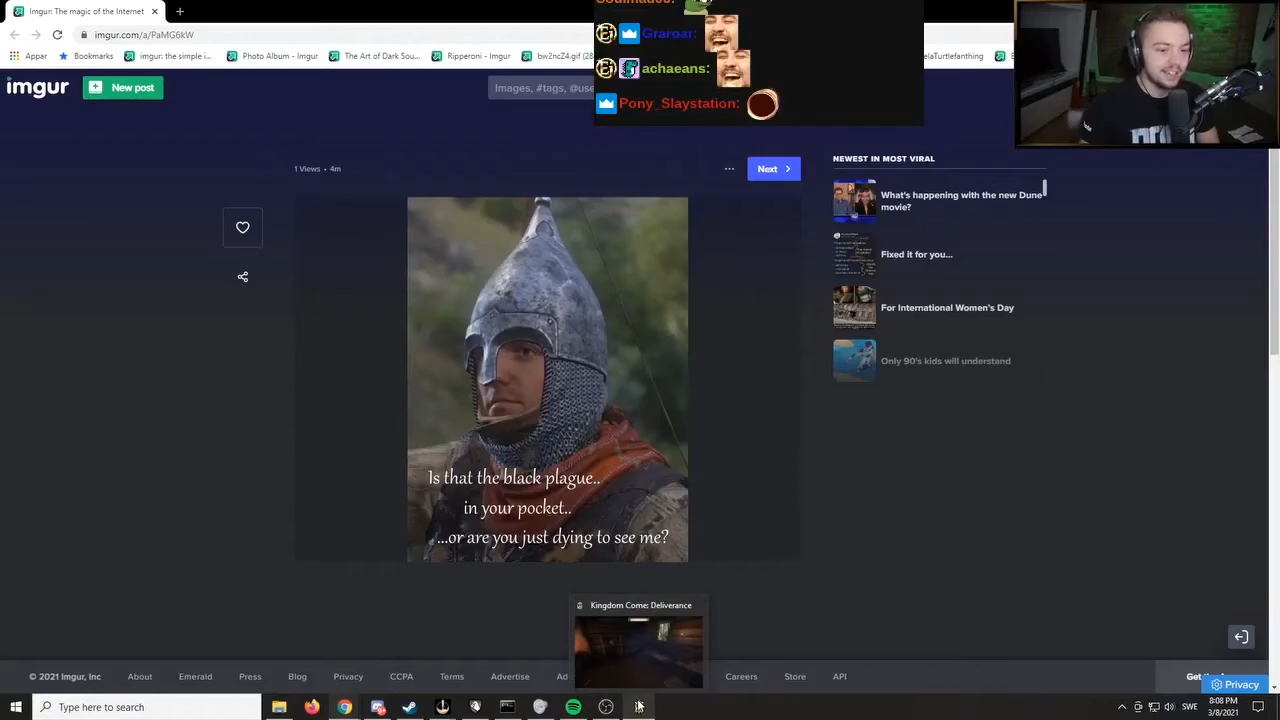 imgur: The magic of the Internet
imgur.com/a/PaMG6kW
Appar
Bookmarks
imgur: the simple i...
Photo Album - Imgur
The Art of Dark Sou...
Ripperoni - Imgur
bw2ncZ4.gif (28
laTurtlefanthing
Graroar:
achaeans:
Pony_Slaystation:
imgur
New post
Images, #tags, @use
1 Views • 4m
Next
NEWEST IN MOST VIRAL
What's happening with the new Dune
movie?
Fixed it for you...
For International Women's Day
Only 90's kids will understand
Is that the black plague..
in your pocket..
...or are you just dying to see me?
Kingdom Come: Deliverance
© 2021 Imgur, Inc
About
Emerald
Press
Blog
Privacy
CCPA
Terms
Advertise
Ad
Careers
Store
API
Privacy
Type here to search
SWE
8:08 PM
3/8/2021